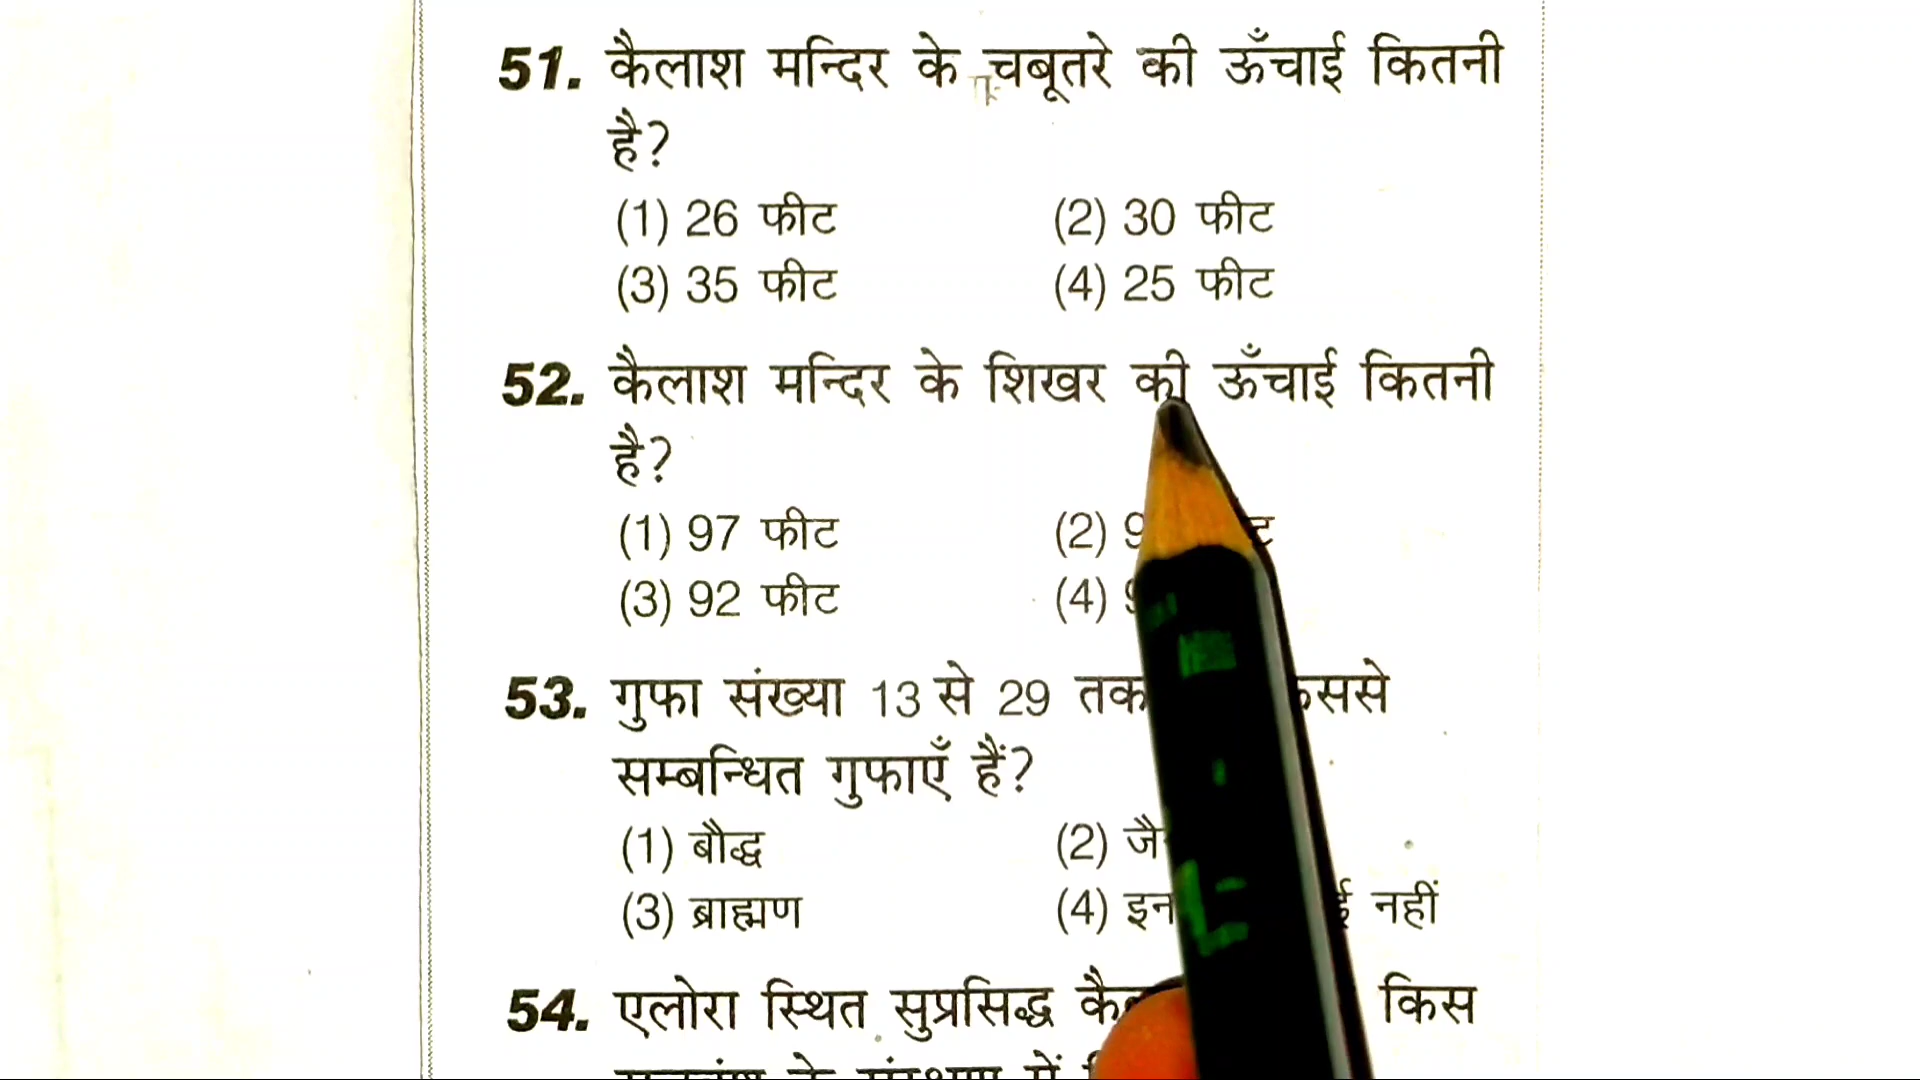 51. कैलाश मन्दिर के चबूतरे की ऊँचाई कितनी
है?
(1) 26 फीट (2) 30 फीट
(3) 35 फीट (4) 25 फीट
52. कैलाश मन्दिर के शिखर की ऊँचाई कितनी
है?
(1) 97 फीट (2)
(3) 92 फीट (4)
53. गुफा संख्या 13 से 29 तक
सम्बन्धित गुफाएँ हैं?
(1) बौद्ध (2)
(3) ब्राह्मण (4) नहीं
54. एलोरा स्थित सुप्रसिद्ध किस